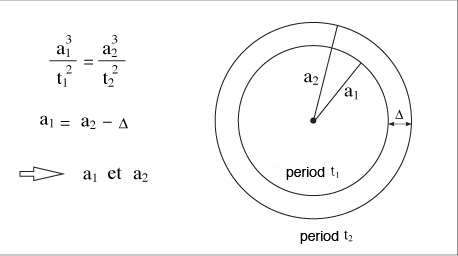 a₁³/t₁² = a₂³/t₂²
a₁ = a₂ − Δ
⇨ a₁ et a₂
a₂
a₁
Δ
period t₁
period t₂